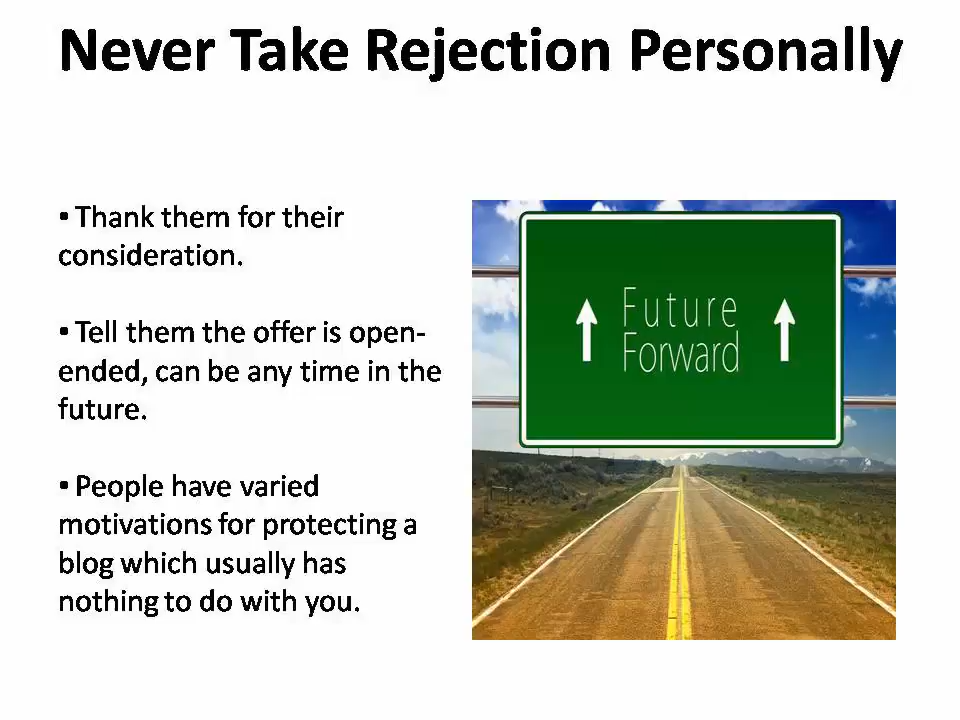 Never Take Rejection Personally
• Thank them for their
consideration.
• Tell them the offer is open-
ended, can be any time in the
future.
• People have varied
motivations for protecting a
blog which usually has
nothing to do with you.
Future
Forward